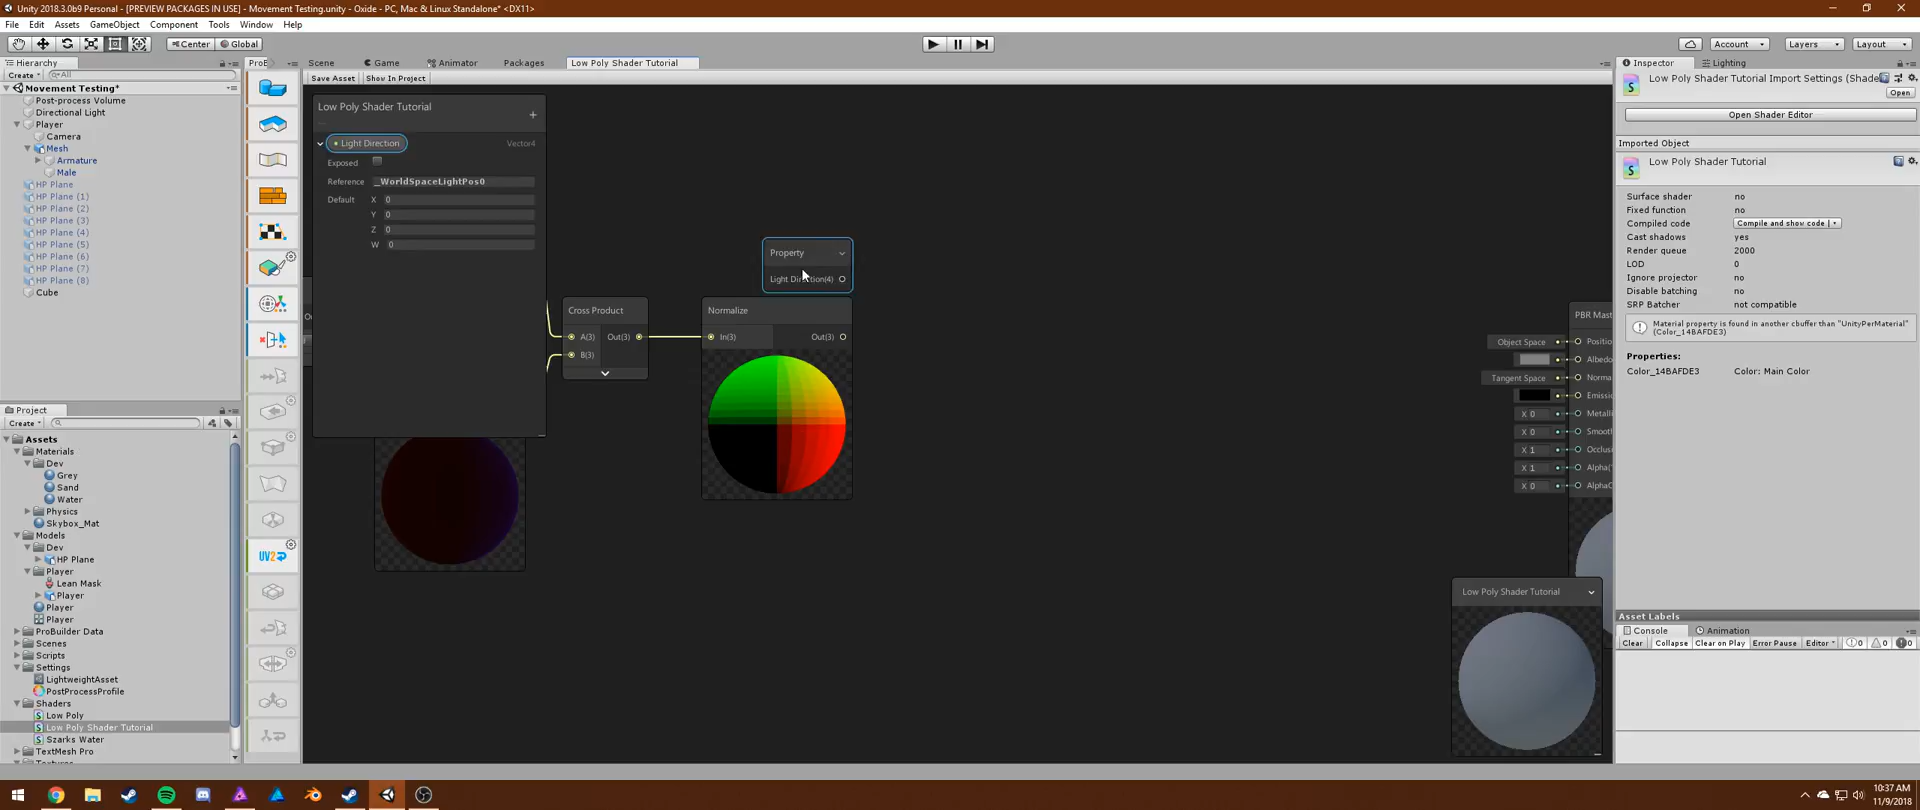 Unity 2018.3.0b9 Personal - [PREVIEW PACKAGES IN USE] - Movement Testing.unity - Oxide - PC, Mac & Linux Standalone* <DX11>
File Edit Assets GameObject Component Tools Window Help
Center Global Account Layers Layout
Hierarchy
Create All
Movement Testing*
Post-process Volume
Directional Light
Player
Camera
Mesh
Armature
Male
HP Plane
HP Plane (1)
HP Plane (2)
HP Plane (3)
HP Plane (4)
HP Plane (5)
HP Plane (6)
HP Plane (7)
HP Plane (8)
Cube
Project
Create
Assets
Materials
Dev
Grey
Sand
Water
Physics
Skybox_Mat
Models
Dev
HP Plane
Player
Lean Mask
Player
Player
Player
ProBuilder Data
Scenes
Scripts
Settings
LightweightAsset
PostProcessProfile
Shaders
Low Poly
Low Poly Shader Tutorial
Szarks Water
TextMesh Pro
Textures
UV2
Scene Game Animator Packages Low Poly Shader Tutorial
Save Asset Show In Project
Low Poly Shader Tutorial
+
Light Direction Vector4
Exposed
Reference _WorldSpaceLightPos0
Default X 0
Y 0
Z 0
W 0
Property
Light Direction(4)
Cross Product
A(3) Out(3)
B(3)
Normalize
In(3) Out(3)
PBR Mast
Object Space Positio
Albedo
Tangent Space Norma
Emissi
X 0 Metalli
X 0 Smoot
X 1 Occlus
X 1 Alpha(
X 0 AlphaC
Low Poly Shader Tutorial
Inspector Lighting
Low Poly Shader Tutorial Import Settings (Shade
Open
Open Shader Editor
Imported Object
Low Poly Shader Tutorial
Surface shader no
Fixed function no
Compiled code Compile and show code
Cast shadows yes
Render queue 2000
LOD 0
Ignore projector no
Disable batching no
SRP Batcher not compatible
Material property is found in another cbuffer than "UnityPerMaterial"
(Color_14BAFDE3)
Properties:
Color_14BAFDE3 Color: Main Color
Asset Labels
Console Animation
Clear Collapse Clear on Play Error Pause Editor 0 0 0
10:37 AM
11/9/2018